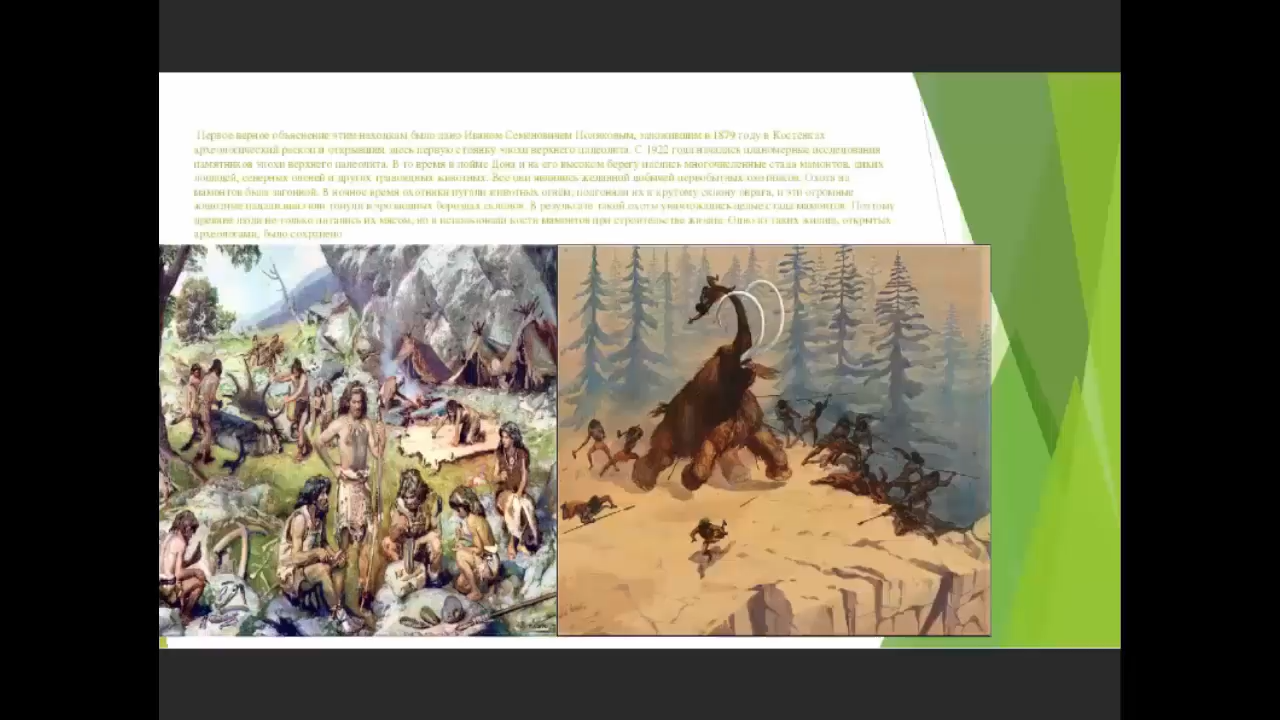 Первое верное объяснение этим находкам было дано Иваном Семеновичем Поляковым, заложившим в 1879 году в Костенках
археологический раскоп и открывшим здесь первую стоянку эпохи верхнего палеолита. С 1922 года начались планомерные исследования
памятников эпохи верхнего палеолита. В то время в пойме Дона и на его высоком берегу паслись многочисленные стада мамонтов, диких
лошадей, северных оленей и других травоядных животных. Все они являлись желанной добычей первобытных охотников. Охота на
мамонтов была загонной. В ночное время охотники пугали животных огнём, подгоняли их к крутому склону оврага, и эти огромные
животные падали вниз или тонули в промоинах склонов. В результате такой охоты уничтожались целые стада мамонтов. Поэтому
древние люди не только питались их мясом, но и использовали кости мамонтов при строительстве жилищ. Одно из таких жилищ, открытых
археологами, было сохранено